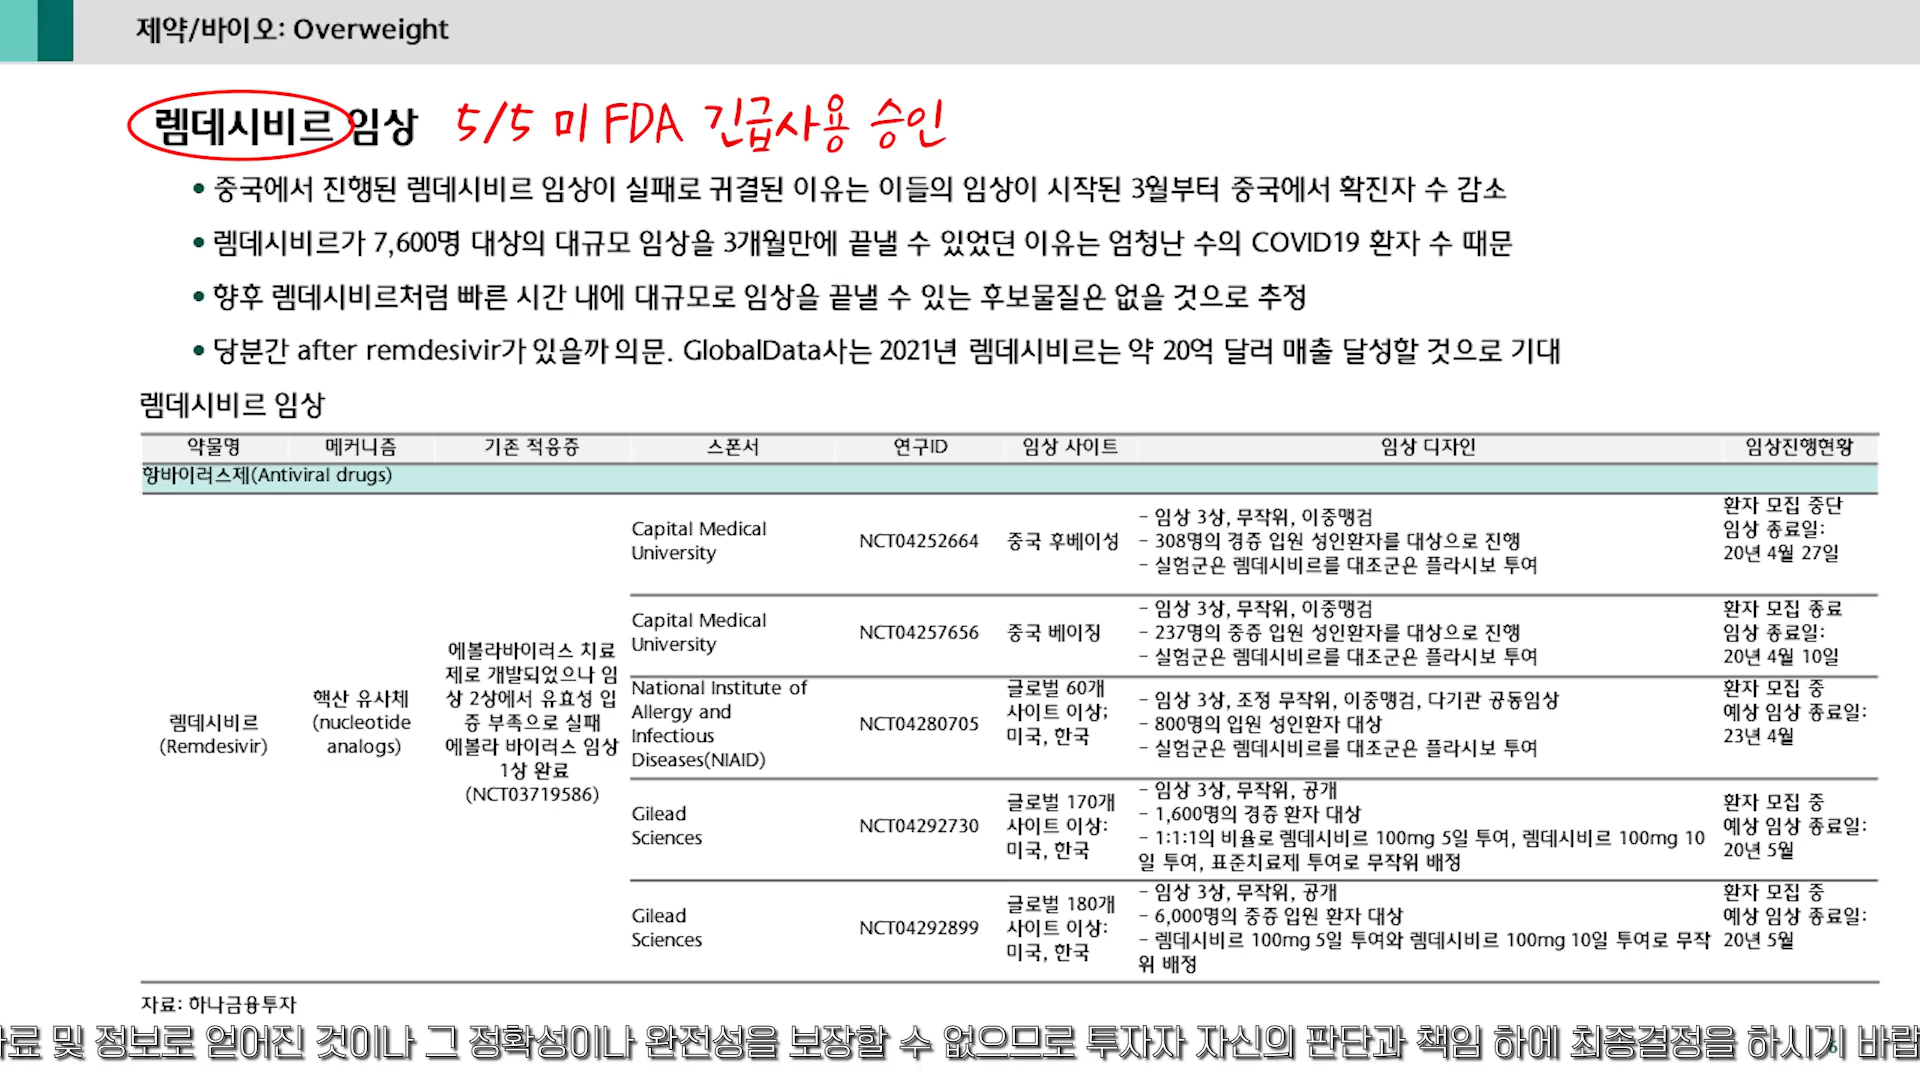 제약/바이오: Overweight
렘데시비르 임상 5/5 미 FDA 긴급사용 승인
• 중국에서 진행된 렘데시비르 임상이 실패로 귀결된 이유는 이들의 임상이 시작된 3월부터 중국에서 확진자 수 감소
• 렘데시비르가 7,600명 대상의 대규모 임상을 3개월만에 끝낼 수 있었던 이유는 엄청난 수의 COVID19 환자 수 때문
• 향후 렘데시비르처럼 빠른 시간 내에 대규모로 임상을 끝낼 수 있는 후보물질은 없을 것으로 추정
• 당분간 after remdesivir가 있을까 의문. GlobalData사는 2021년 렘데시비르는 약 20억 달러 매출 달성할 것으로 기대
렘데시비르 임상
약물명 메커니즘 기존 적응증 스폰서 연구ID 임상 사이트 임상 디자인 임상진행현황
항바이러스제(Antiviral drugs)
렘데시비르
(Remdesivir)
핵산 유사체
(nucleotide
analogs)
에볼라바이러스 치료
제로 개발되었으나 임
상 2상에서 유효성 입
증 부족으로 실패
에볼라 바이러스 임상
1상 완료
(NCT03719586)
Capital Medical
University
NCT04252664
중국 후베이성
- 임상 3상, 무작위, 이중맹검
- 308명의 경증 입원 성인환자를 대상으로 진행
- 실험군은 렘데시비르를 대조군은 플라시보 투여
환자 모집 중단
임상 종료일:
20년 4월 27일
Capital Medical
University
NCT04257656
중국 베이징
- 임상 3상, 무작위, 이중맹검
- 237명의 중증 입원 성인환자를 대상으로 진행
- 실험군은 렘데시비르를 대조군은 플라시보 투여
환자 모집 종료
임상 종료일:
20년 4월 10일
National Institute of
Allergy and
Infectious
Diseases(NIAID)
NCT04280705
글로벌 60개
사이트 이상;
미국, 한국
- 임상 3상, 조정 무작위, 이중맹검, 다기관 공동임상
- 800명의 입원 성인환자 대상
- 실험군은 렘데시비르를 대조군은 플라시보 투여
환자 모집 중
예상 임상 종료일:
23년 4월
Gilead
Sciences
NCT04292730
글로벌 170개
사이트 이상:
미국, 한국
- 임상 3상, 무작위, 공개
- 1,600명의 경증 환자 대상
- 1:1:1의 비율로 렘데시비르 100mg 5일 투여, 렘데시비르 100mg 10
일 투여, 표준치료제 투여로 무작위 배정
환자 모집 중
예상 임상 종료일:
20년 5월
Gilead
Sciences
NCT04292899
글로벌 180개
사이트 이상:
미국, 한국
- 임상 3상, 무작위, 공개
- 6,000명의 중증 입원 환자 대상
- 렘데시비르 100mg 5일 투여와 렘데시비르 100mg 10일 투여로 무작
위 배정
환자 모집 중
예상 임상 종료일:
20년 5월
자료: 하나금융투자
자료 및 정보로 얻어진 것이나 그 정확성이나 완전성을 보장할 수 없으므로 투자자 자신의 판단과 책임 하에 최종결정을 하시기 바랍